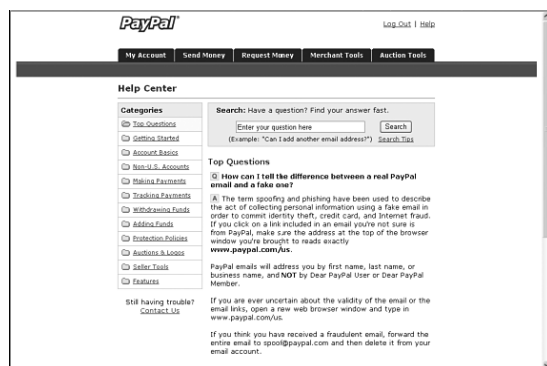 PayPal
Log Out | Help
My Account Send Money Request Money Merchant Tools Auction Tools
Help Center
Categories
Top Questions
Getting Started
Account Basics
Non-U.S. Accounts
Making Payments
Tracking Payments
Withdrawing Funds
Adding Funds
Protection Policies
Auctions & Logos
Seller Tools
Features
Still having trouble?
Contact Us
Search: Have a question? Find your answer fast.
Enter your question here Search
(Example: "Can I add another email address?") Search Tips
Top Questions
Q How can I tell the difference between a real PayPal
email and a fake one?
A The term spoofing and phishing have been used to describe
the act of collecting personal information using a fake email in
order to commit identity theft, credit card, and Internet fraud.
If you click on a link included in an email you're not sure is
from PayPal, make sure the address at the top of the browser
window you're brought to reads exactly
www.paypal.com/us.
PayPal emails will address you by first name, last name, or
business name, and NOT by Dear PayPal User or Dear PayPal
Member.
If you are ever uncertain about the validity of the email or the
email links, open a new web browser window and type in
www.paypal.com/us.
If you think you have received a fraudulent email, forward the
entire email to spoof@paypal.com and then delete it from your
email account.